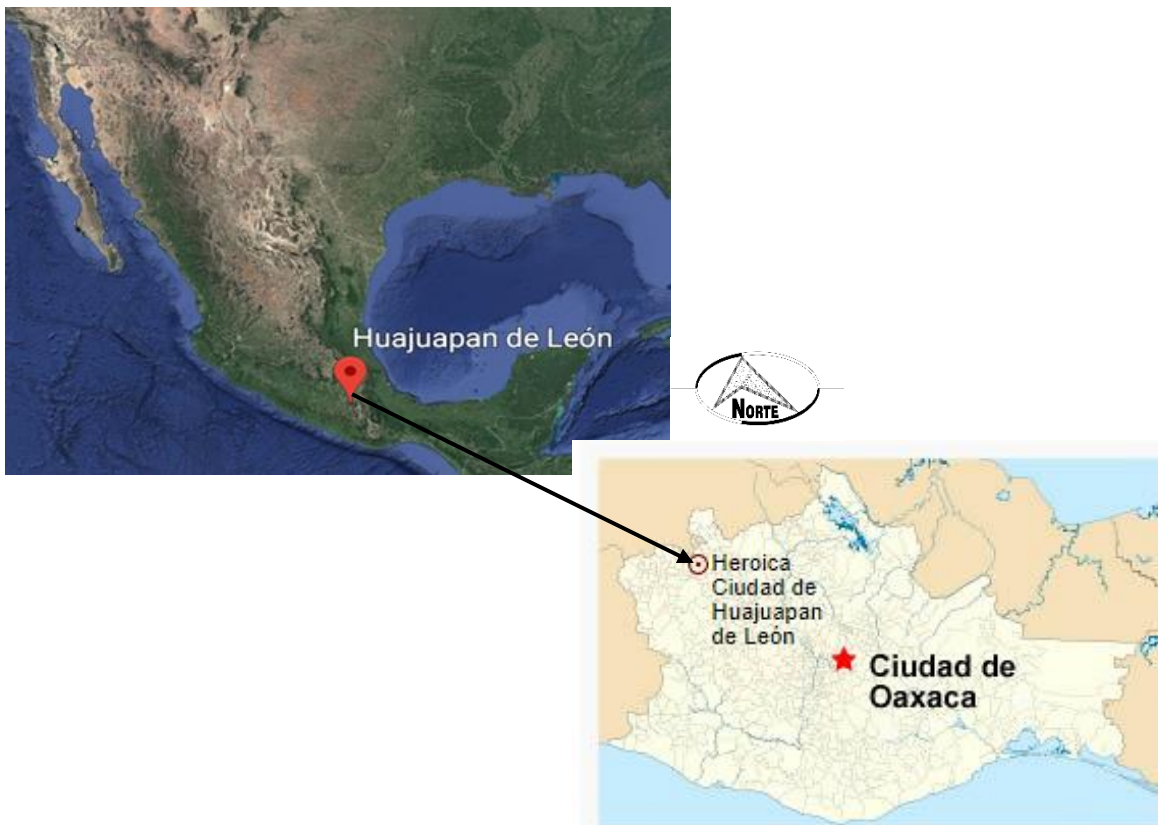 Huajuapan de León
NORTE
Heroica
Ciudad de
Huajuapan
de León
Ciudad de
Oaxaca